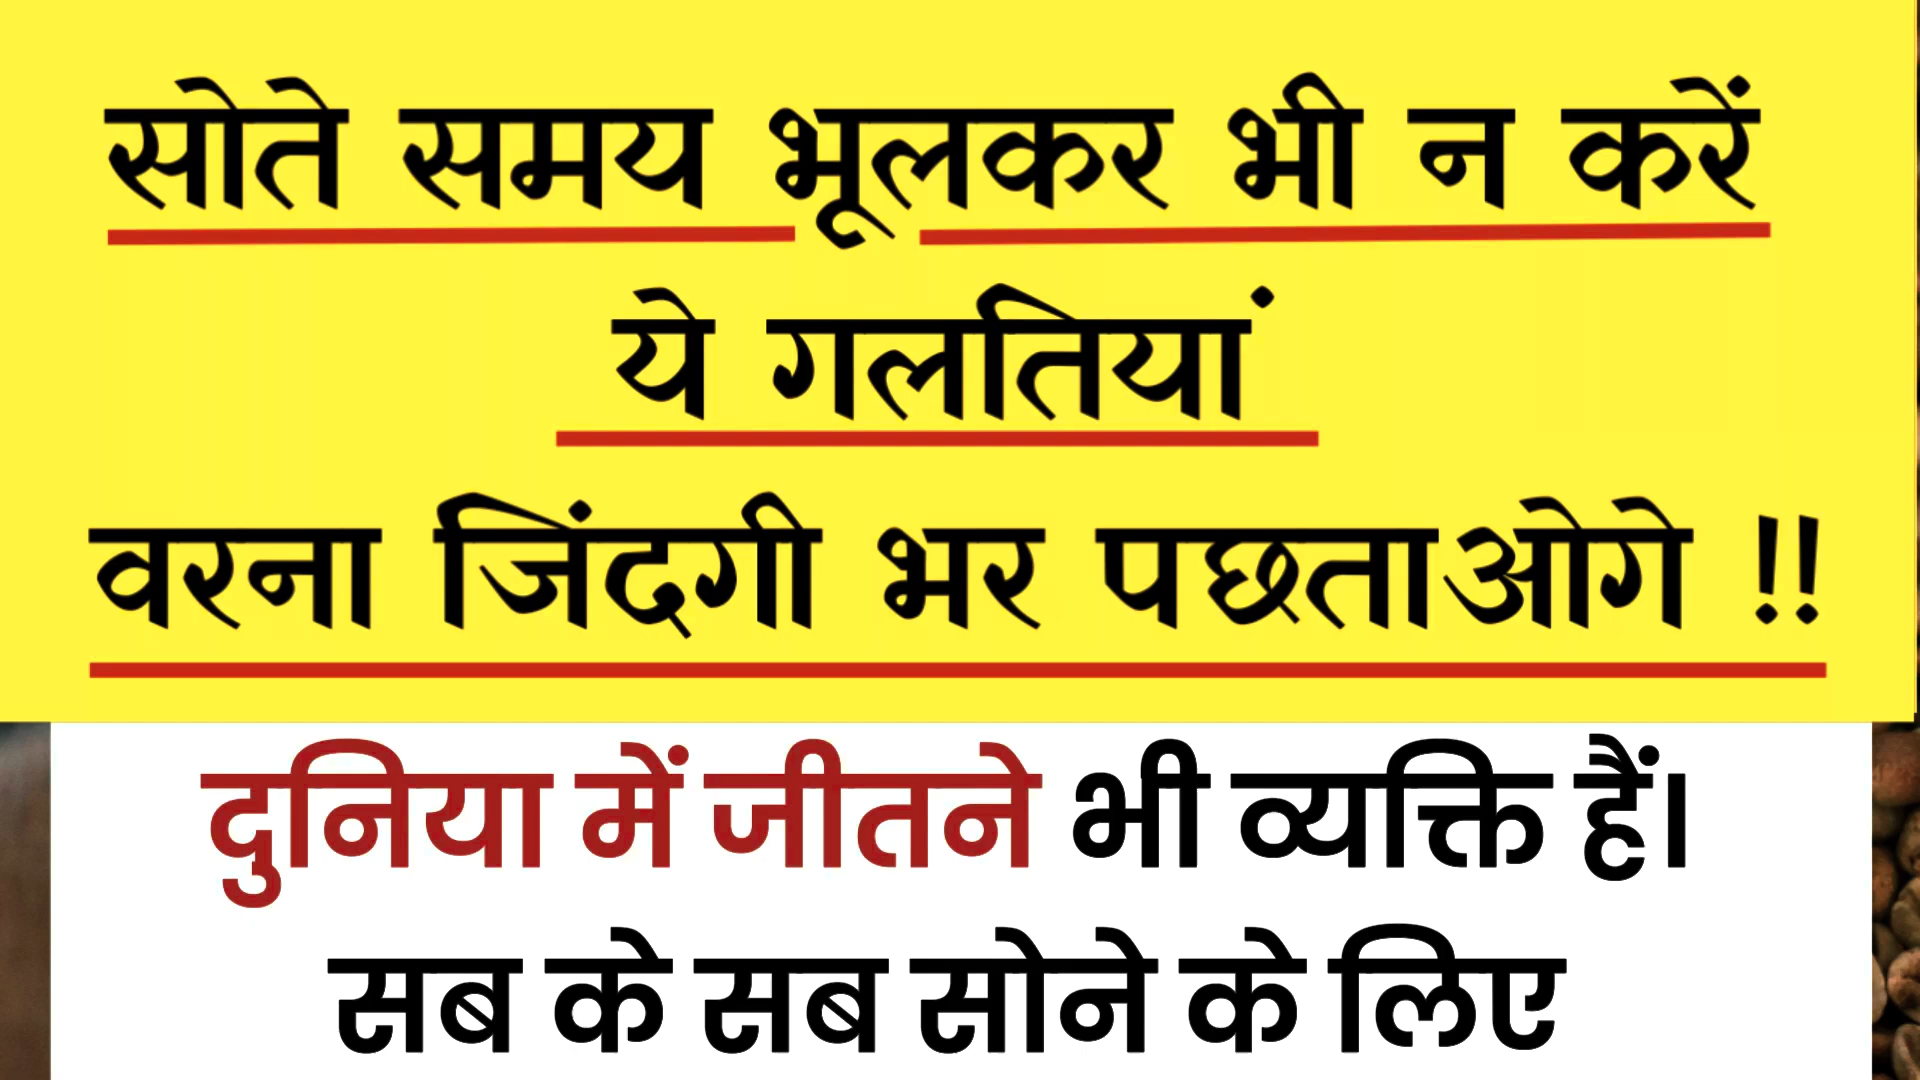 सोते समय भूलकर भी न करें
ये गलतियां
वरना जिंदगी भर पछताओगे !!
दुनिया में जीतने भी व्यक्ति हैं।
सब के सब सोने के लिए